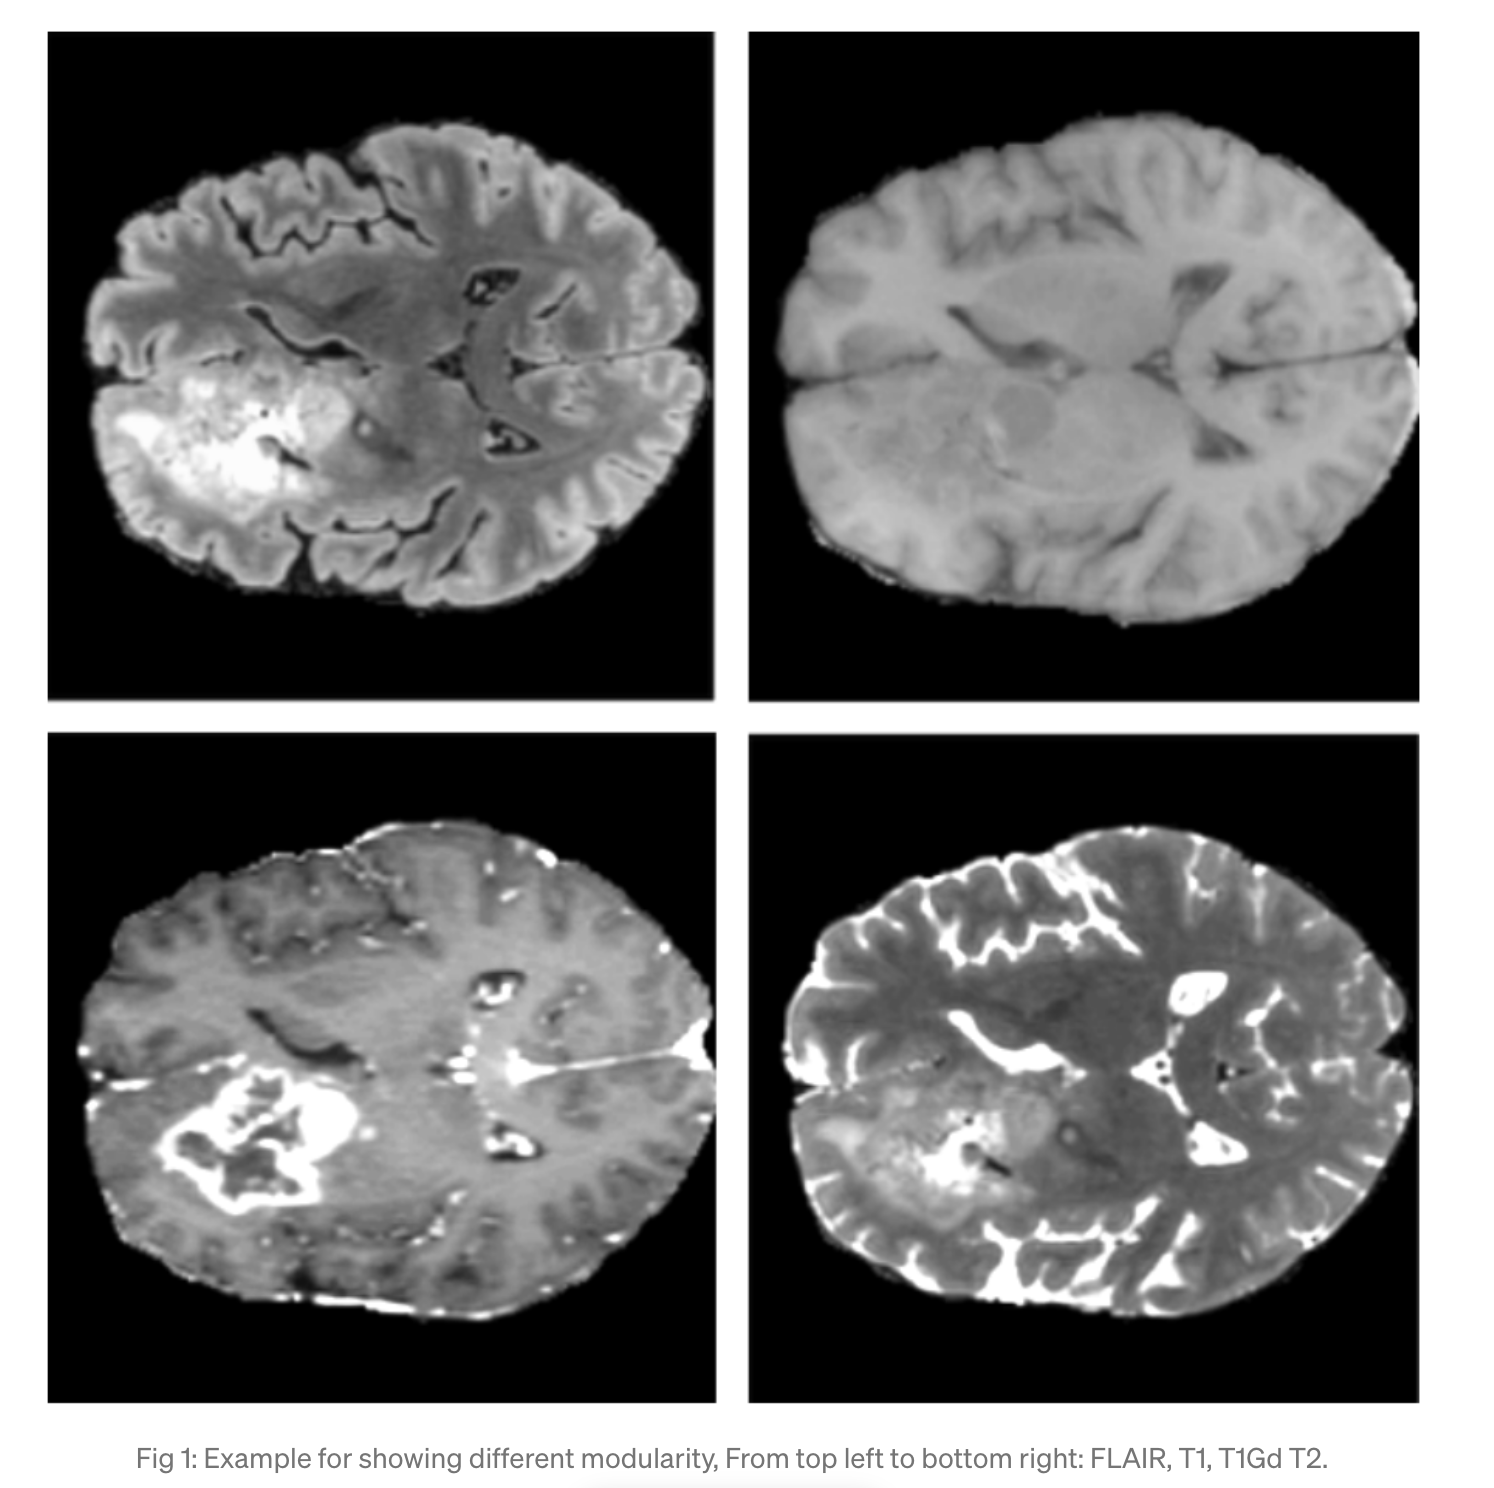 Fig 1: Example for showing different modularity, From top left to bottom right: FLAIR, T1, T1Gd T2.